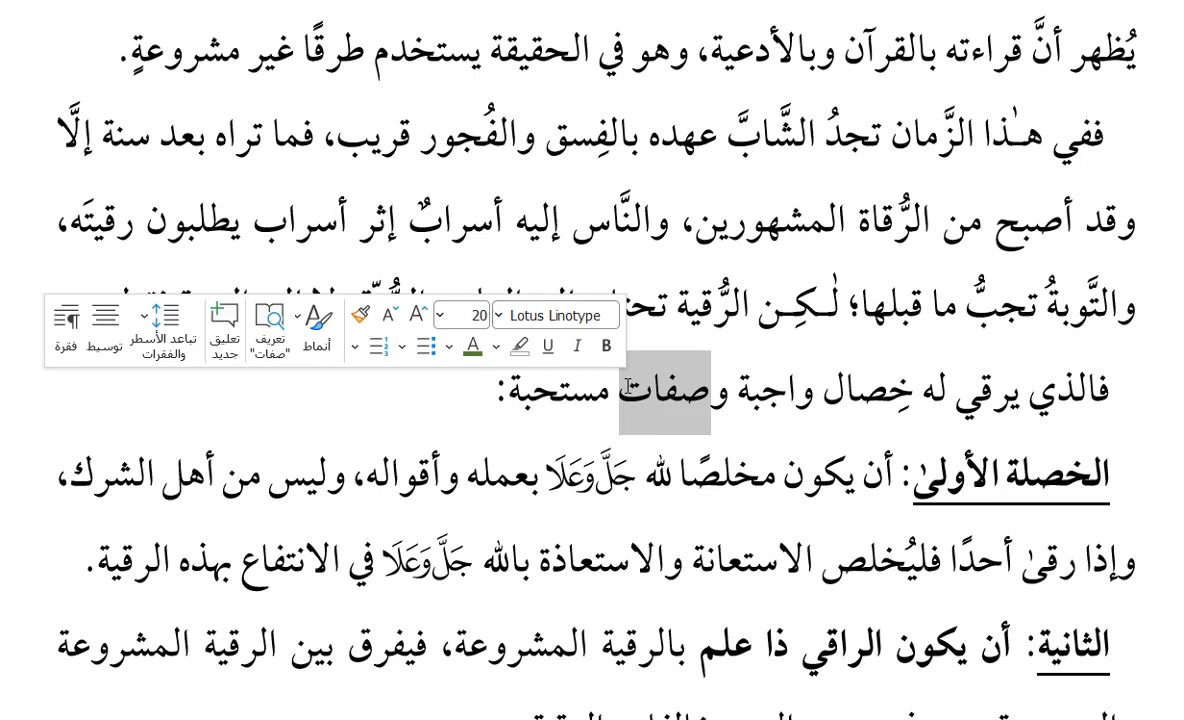 يُظهر أنَّ قراءته بالقرآن وبالأدعية، وهو في الحقيقة يستخدم طرقًا غير مشروعةٍ.
ففي هـٰذا الزَّمان تجدُ الشَّابَّ عهده بالفِسق والفُجور قريب، فما تراه بعد سنة إلَّا
وقد أصبح من الرُّقاة المشهورين، والنَّاس إليه أسرابٌ إثر أسراب يطلبون رقيتَه،
والتَّوبةُ تجبُّ ما قبلها؛ لٰـكِـن الرُّقية
Lotus Linotype
20
A
A
أنماط
تعريف "صفات"
تعليق جديد
تباعد الأسطر والفقرات
توسيط
فقرة
B
I
U
A
فالذي يرقي له خِصال واجبة وصفات مستحبة:
الخصلة الأولىٰ: أن يكون مخلصًا لله جَلَّوَعَلَا بعمله وأقواله، وليس من أهل الشرك،
وإذا رقىٰ أحدًا فليُخلص الاستعانة والاستعاذة بالله جَلَّوَعَلَا في الانتفاع بهذه الرقية.
الثانية: أن يكون الراقي ذا علم بالرقية المشروعة، فيفرق بين الرقية المشروعة